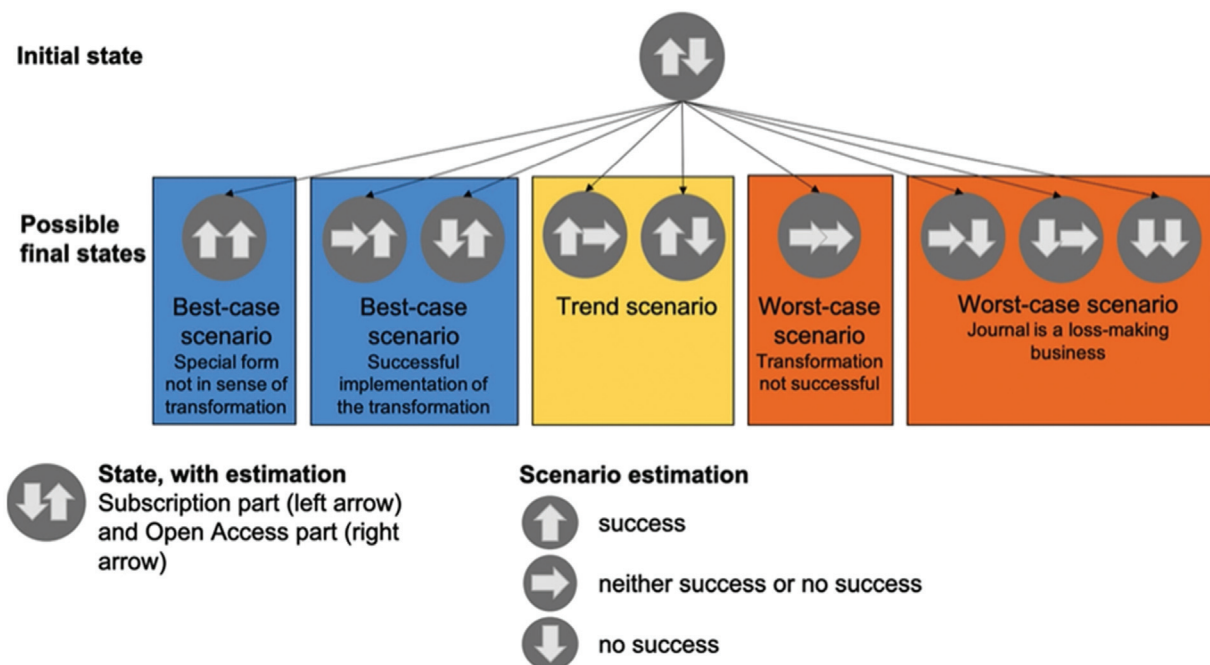 Initial state
Possible
final states
Best-case
scenario
Special form
not in sense of
transformation
Best-case
scenario
Successful
implementation of
the transformation
Trend scenario
Worst-case
scenario
Transformation
not successful
Worst-case scenario
Journal is a loss-making
business
State, with estimation
Subscription part (left arrow)
and Open Access part (right
arrow)
Scenario estimation
success
neither success or no success
no success